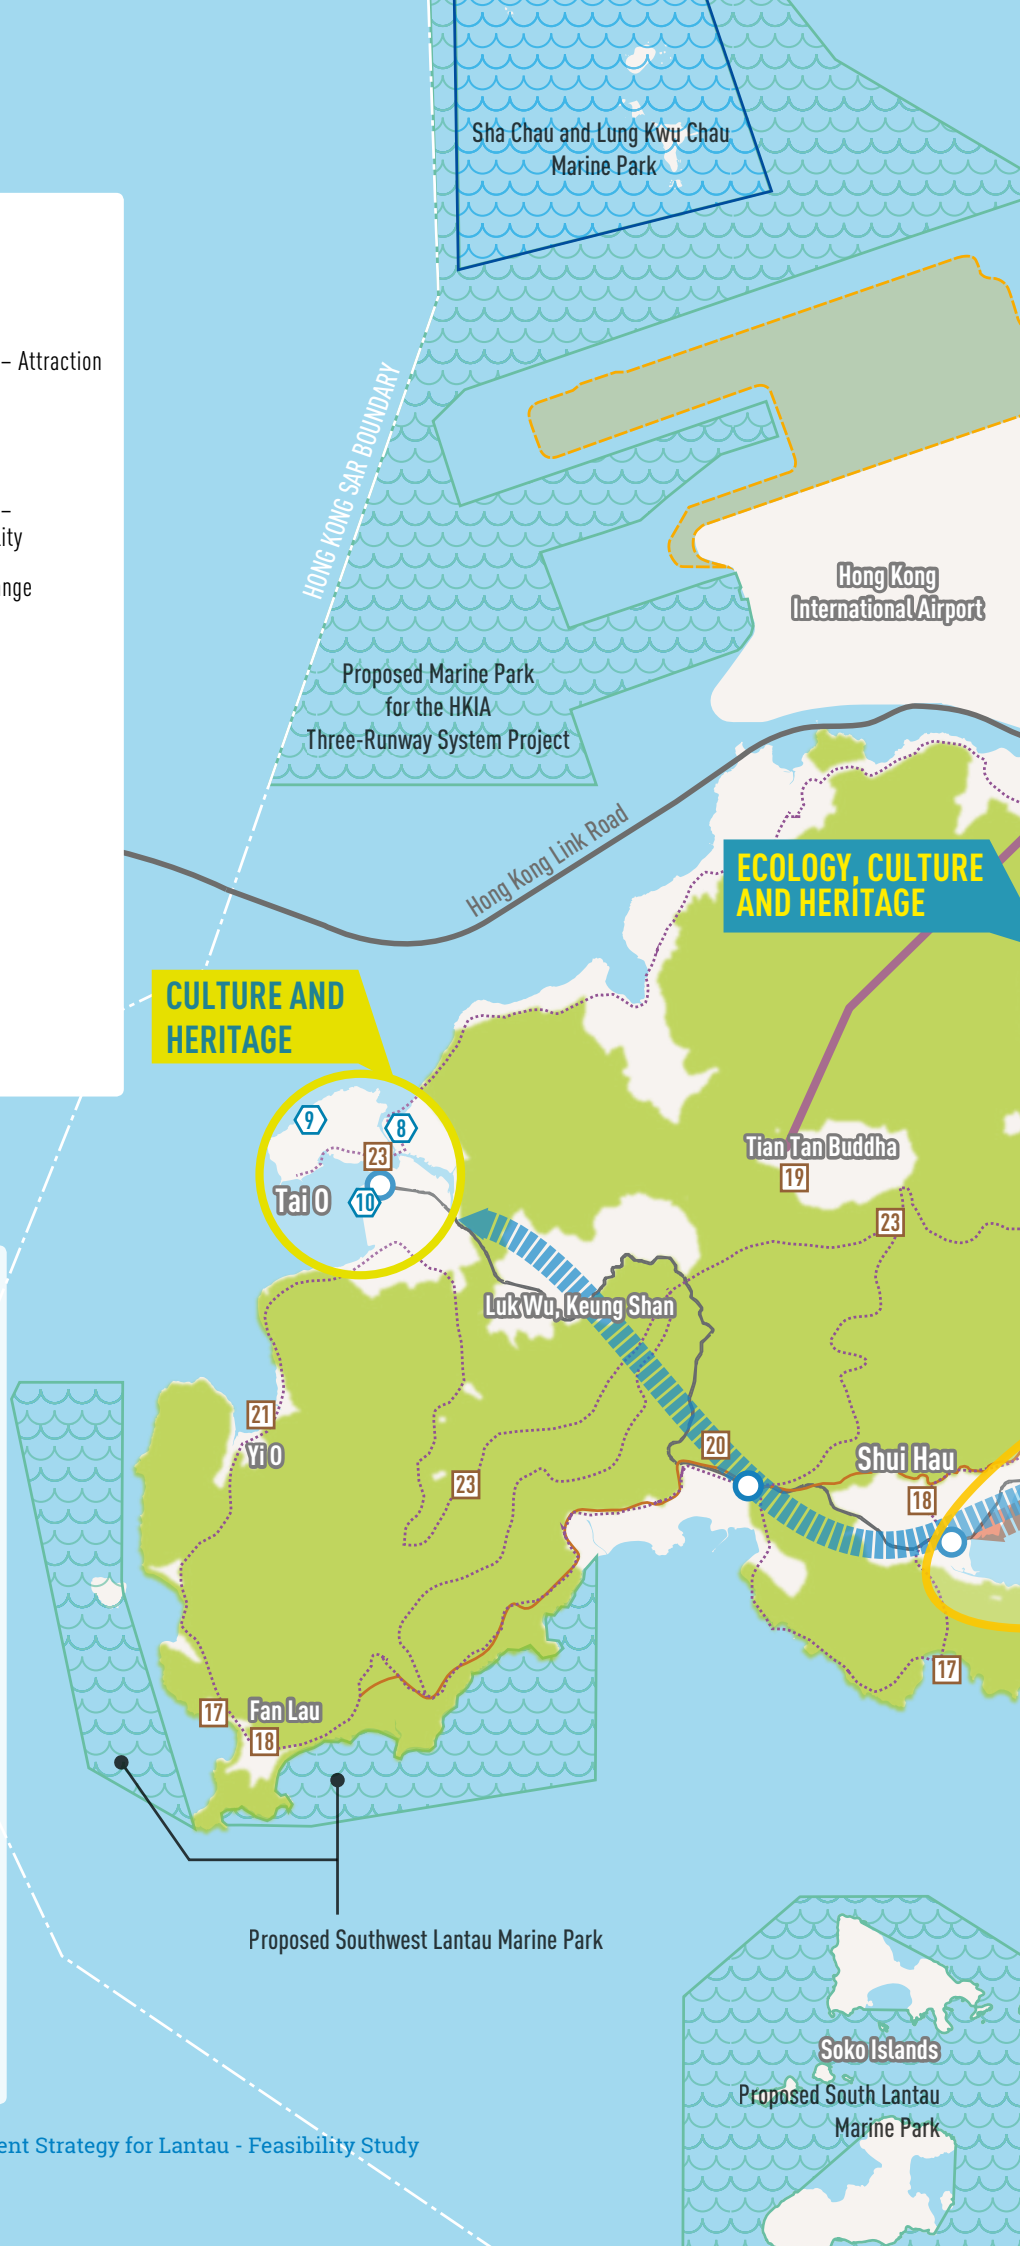 Sha Chau and Lung Kwu Chau
Marine Park
– Attraction
HONG KONG SAR BOUNDARY
–
ity
nge
Hong Kong
International Airport
Proposed Marine Park
for the HKIA
Three-Runway System Project
Hong Kong Link Road
ECOLOGY, CULTURE
AND HERITAGE
CULTURE AND
HERITAGE
9
8
23
Tai O
10
Tian Tan Buddha
19
23
Luk Wu, Keung Shan
21
Yi O
20
Shui Hau
18
23
17
17
Fan Lau
18
Proposed Southwest Lantau Marine Park
Soko Islands
Proposed South Lantau
Marine Park
ent Strategy for Lantau - Feasibility Study